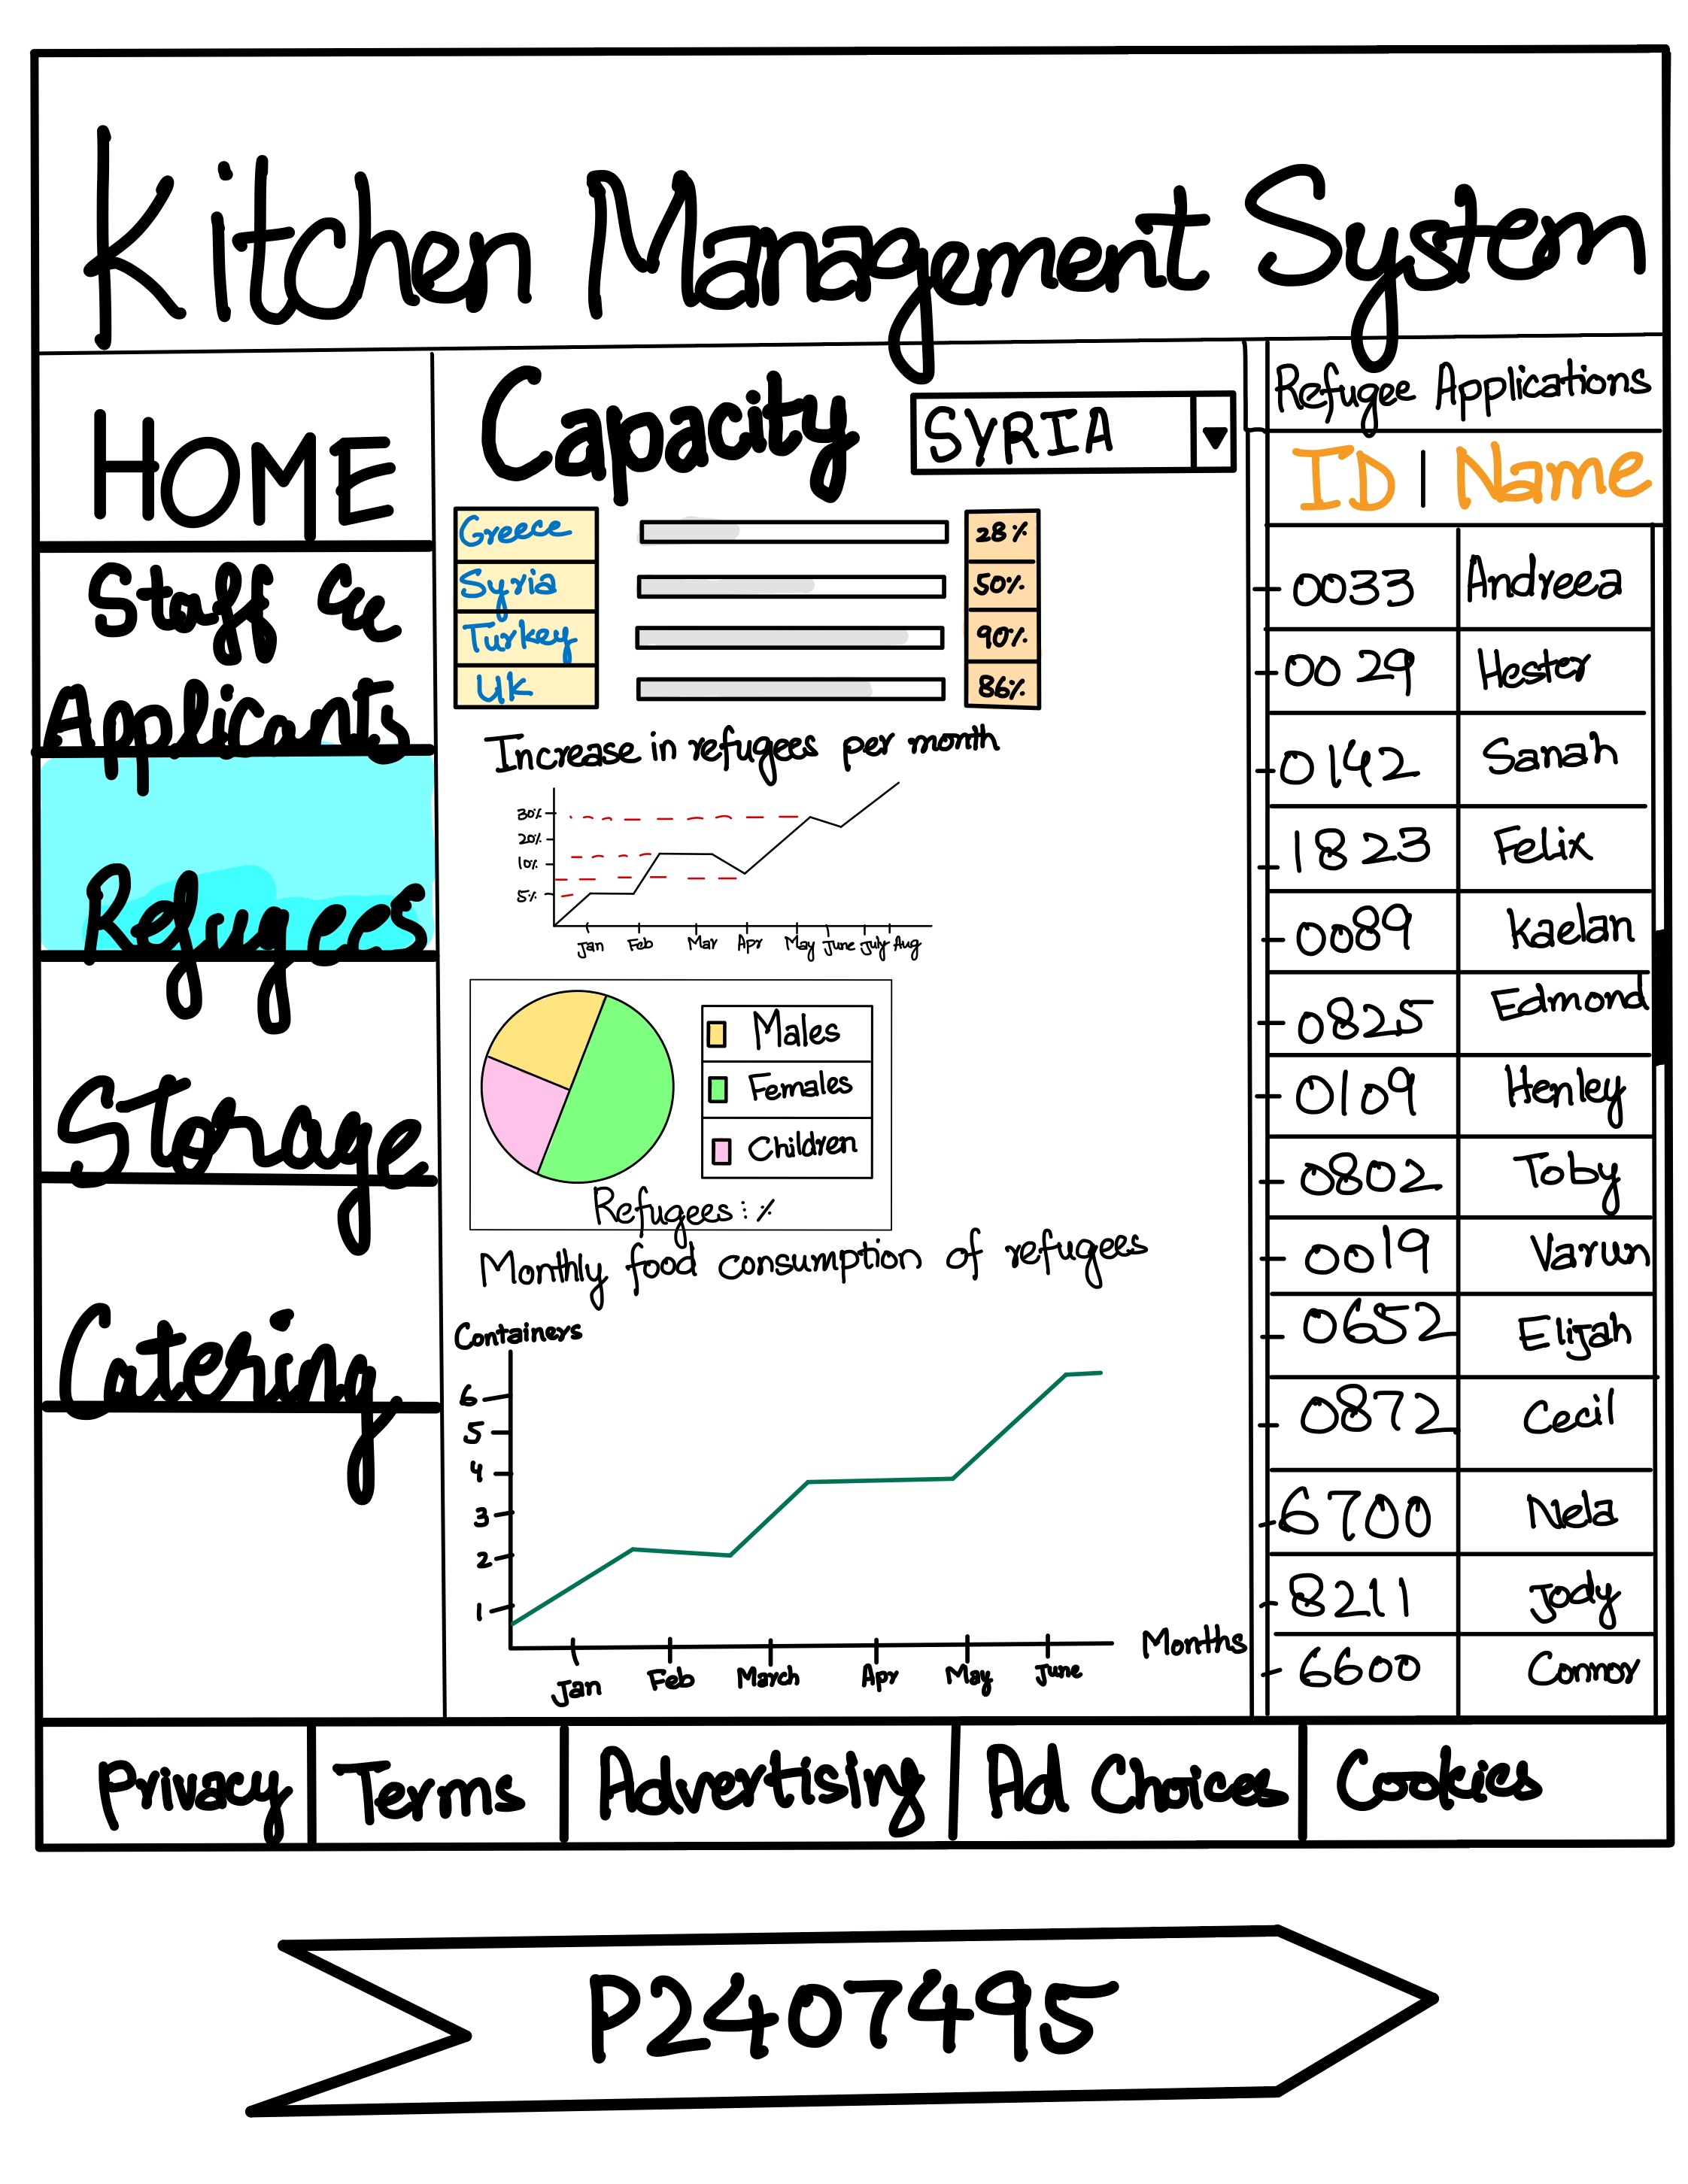 Kitchen Management System
HOME
Staff &
Applicants
Refugees
Storage
Catering
Capacity
SYRIA
Greece 28%
Syria 50%
Turkey 90%
UK 86%
Increase in refugees per month
30%
20%
10%
5%
Jan Feb Mar Apr May June July Aug
Males
Females
Children
Refugees : %
Monthly food consumption of refugees
Containers
6
5
4
3
2
1
Jan Feb March Apr May June
Months
Refugee Applications
ID | Name
0033 Andreea
0029 Hester
0142 Sanah
1823 Felix
0089 Kaelan
0825 Edmond
0109 Henley
0802 Toby
0019 Varun
0652 Elijah
0872 Cecil
6700 Nela
8211 Jody
6600 Connor
Privacy Terms Advertising Ad Choices Cookies
P2407495